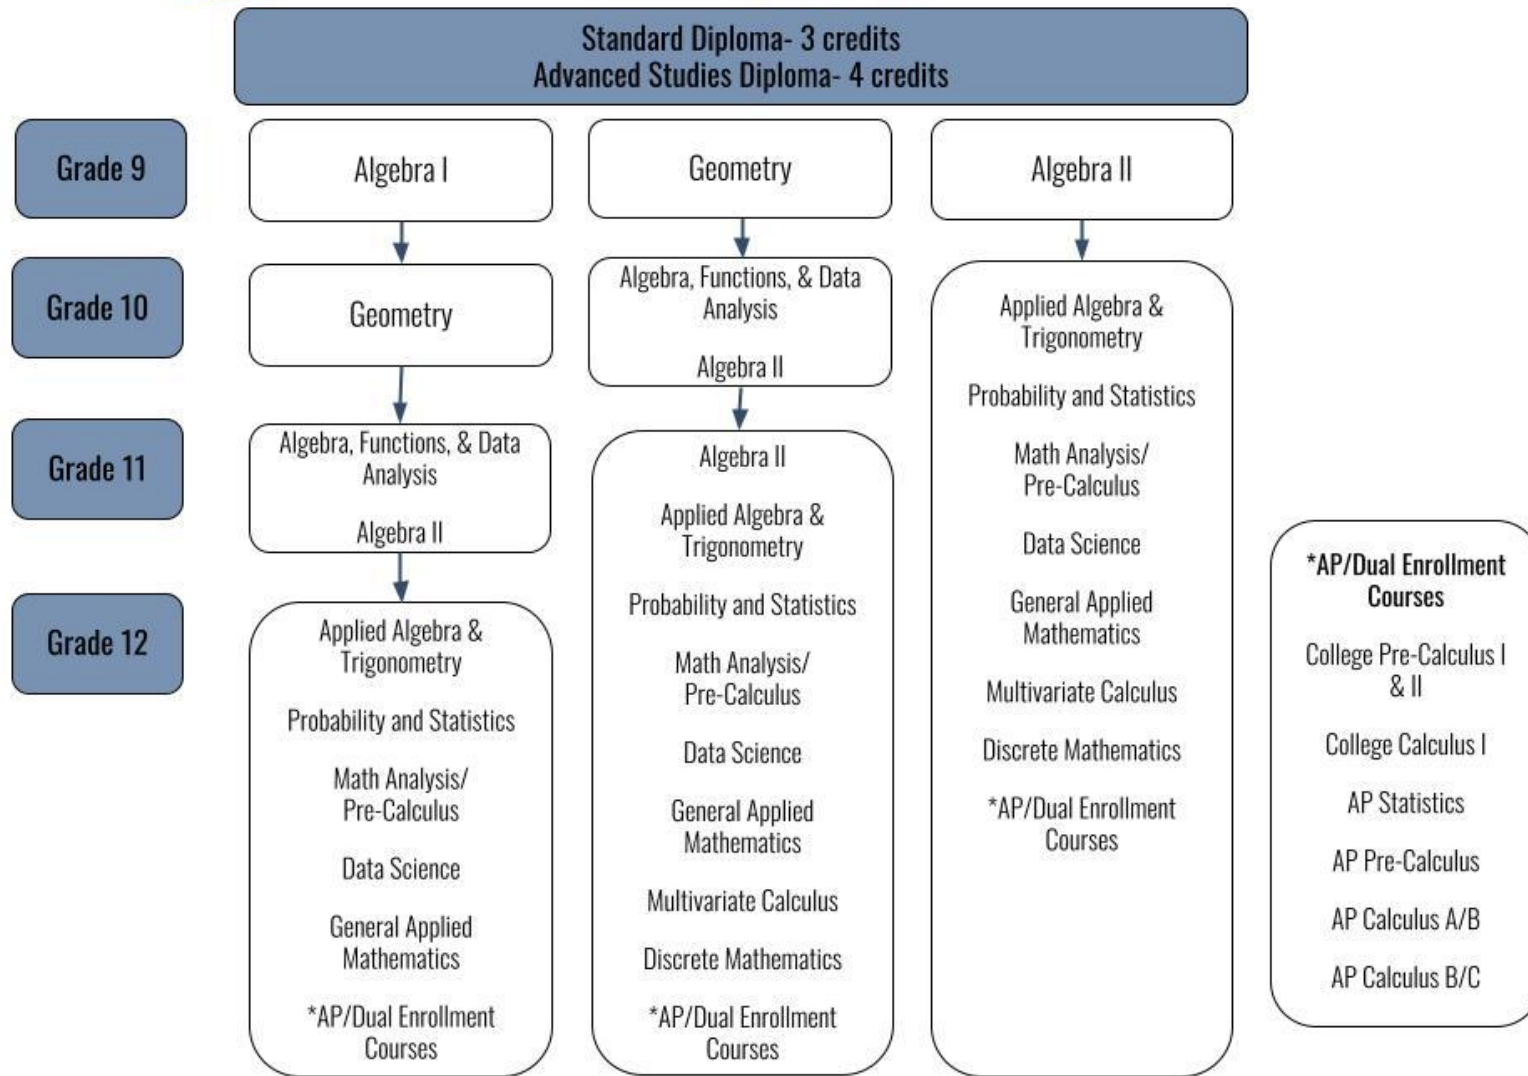 Standard Diploma- 3 credits
Advanced Studies Diploma- 4 credits
Grade 9
Algebra I
Geometry
Algebra II
Grade 10
Geometry
Algebra, Functions, & Data
Analysis
Algebra II
Applied Algebra &
Trigonometry
Probability and Statistics
Math Analysis/
Pre-Calculus
Data Science
General Applied
Mathematics
Multivariate Calculus
Discrete Mathematics
*AP/Dual Enrollment
Courses
Grade 11
Algebra, Functions, & Data
Analysis
Algebra II
Algebra II
Applied Algebra &
Trigonometry
Probability and Statistics
Math Analysis/
Pre-Calculus
Data Science
General Applied
Mathematics
Multivariate Calculus
Discrete Mathematics
*AP/Dual Enrollment
Courses
Grade 12
Applied Algebra &
Trigonometry
Probability and Statistics
Math Analysis/
Pre-Calculus
Data Science
General Applied
Mathematics
*AP/Dual Enrollment
Courses
*AP/Dual Enrollment
Courses
College Pre-Calculus I
& II
College Calculus I
AP Statistics
AP Pre-Calculus
AP Calculus A/B
AP Calculus B/C